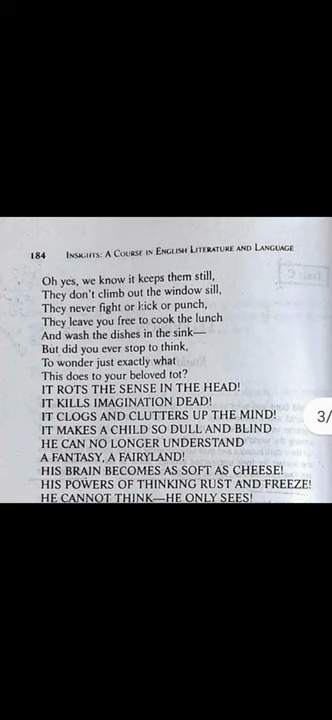 184 INSIGHTS: A COURSE IN ENGLISH LITERATURE AND LANGUAGE
Oh yes, we know it keeps them still,
They don't climb out the window sill,
They never fight or kick or punch,
They leave you free to cook the lunch
And wash the dishes in the sink—
But did you ever stop to think,
To wonder just exactly what
This does to your beloved tot?
IT ROTS THE SENSE IN THE HEAD!
IT KILLS IMAGINATION DEAD!
IT CLOGS AND CLUTTERS UP THE MIND!
IT MAKES A CHILD SO DULL AND BLIND
HE CAN NO LONGER UNDERSTAND
A FANTASY, A FAIRYLAND!
HIS BRAIN BECOMES AS SOFT AS CHEESE!
HIS POWERS OF THINKING RUST AND FREEZE!
HE CANNOT THINK—HE ONLY SEES!
3/